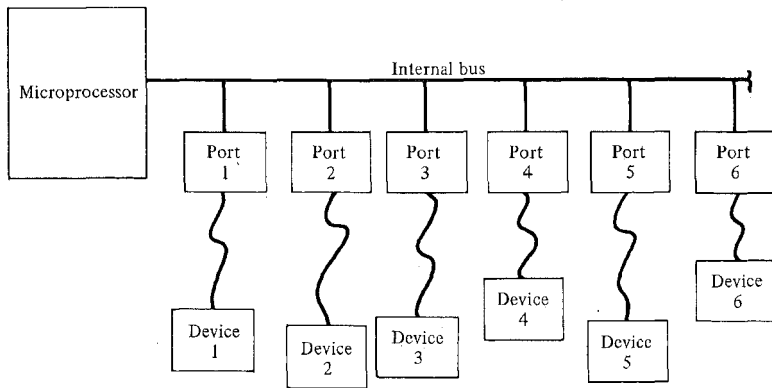 Internal bus
Microprocessor
Port
1
Port
2
Port
3
Port
4
Port
5
Port
6
Device
1
Device
2
Device
3
Device
4
Device
5
Device
6